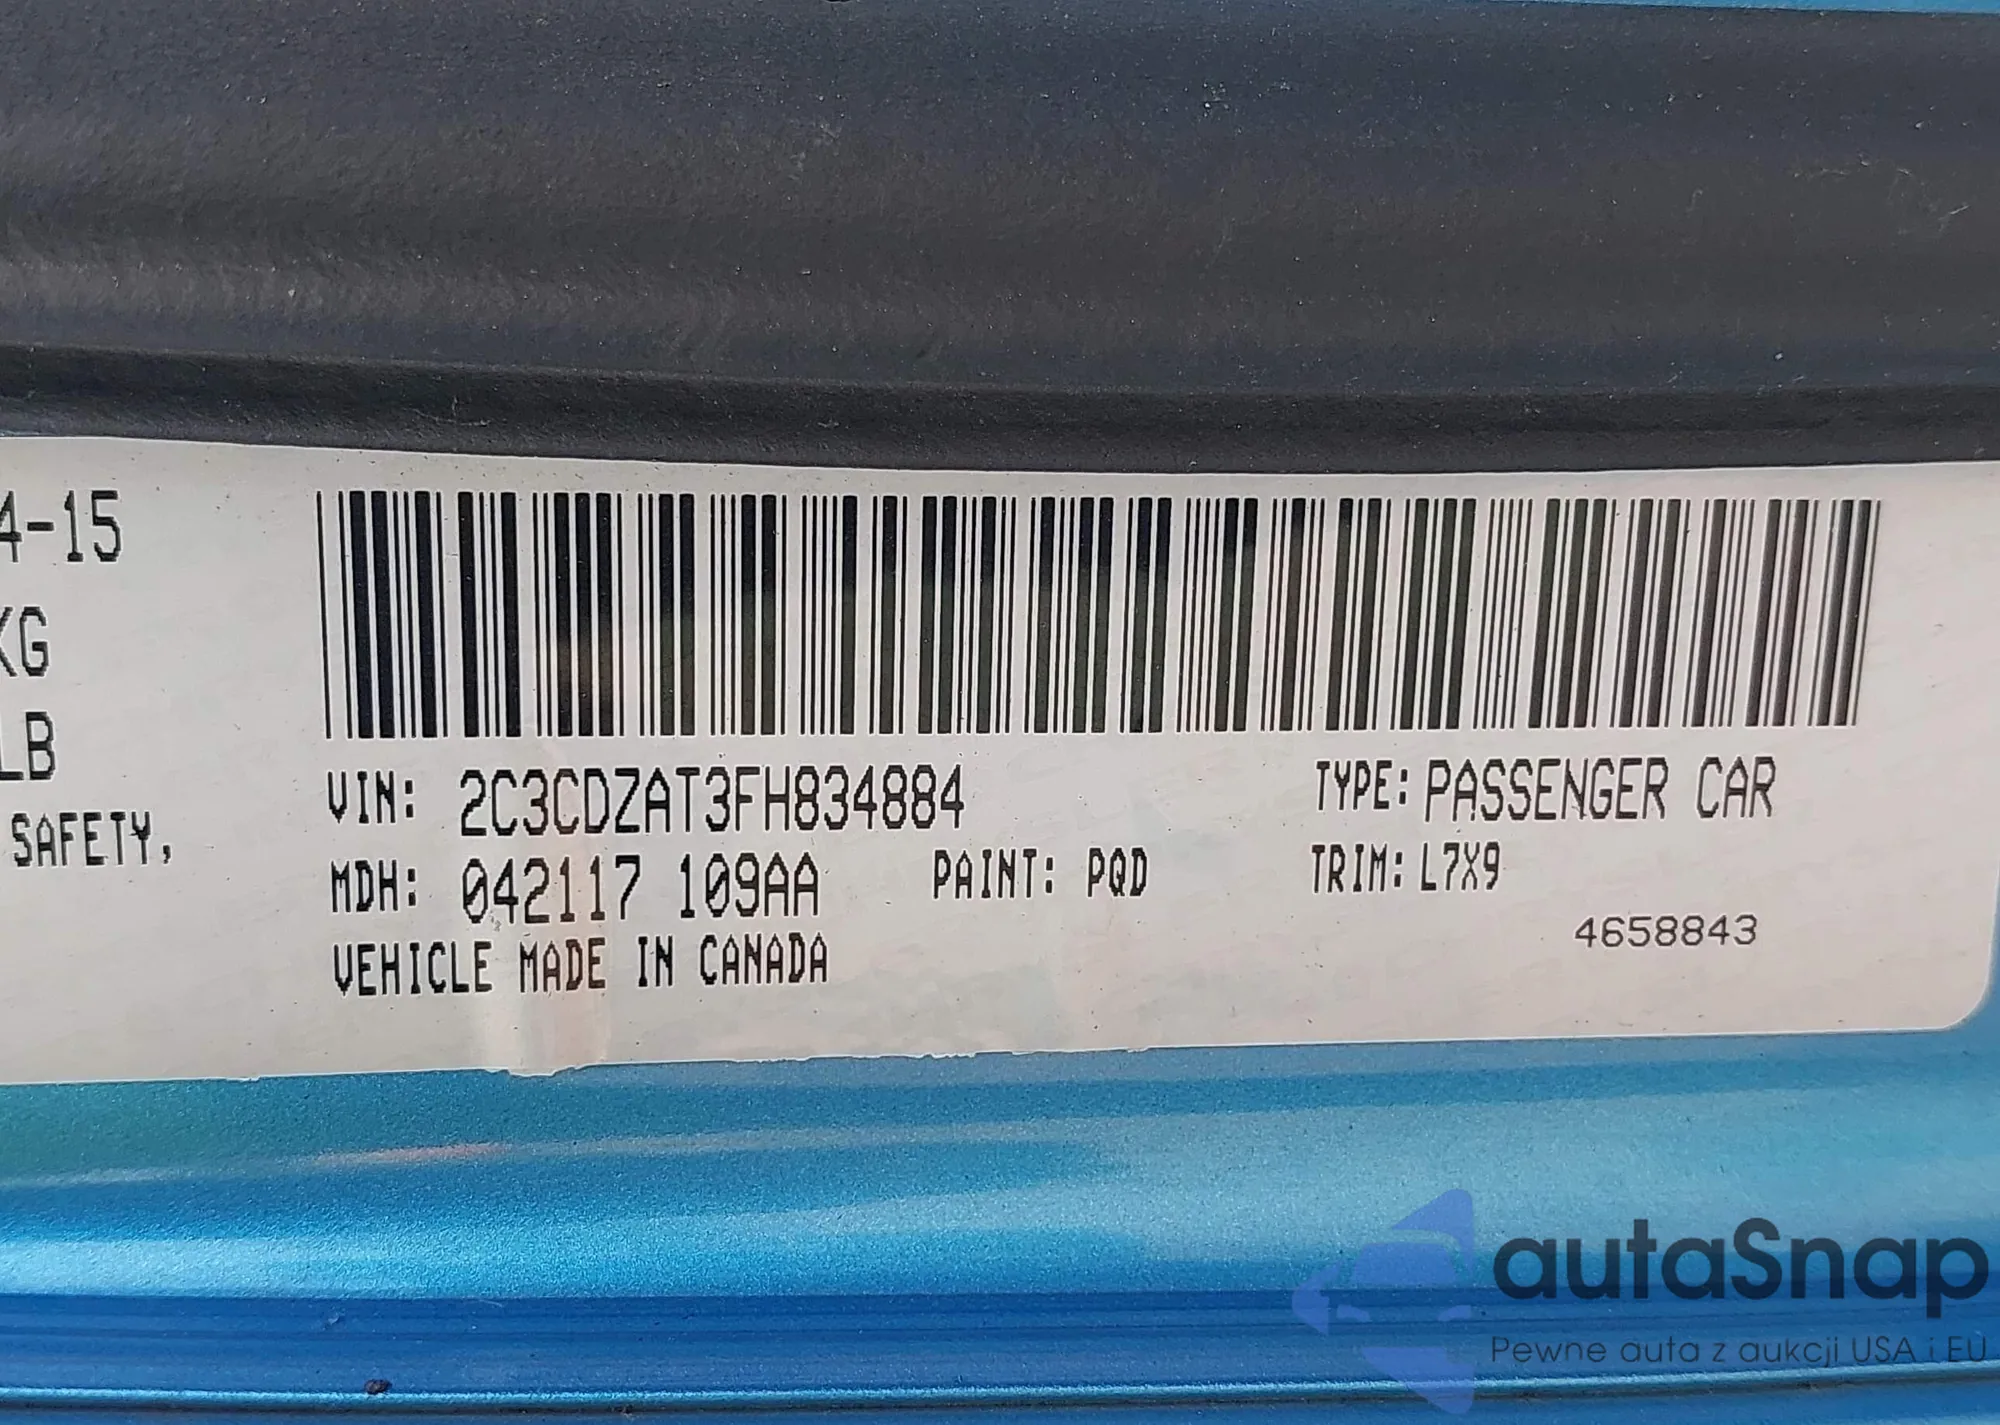 4-15
KG
LB
SAFETY,
VIN: 2C3CDZAT3FH834884
TYPE: PASSENGER CAR
MDH: 042117 109AA
PAINT: PQD
TRIM: L7X9
VEHICLE MADE IN CANADA
4658843
autaSnap
Pewne auta z aukcji USA i EU